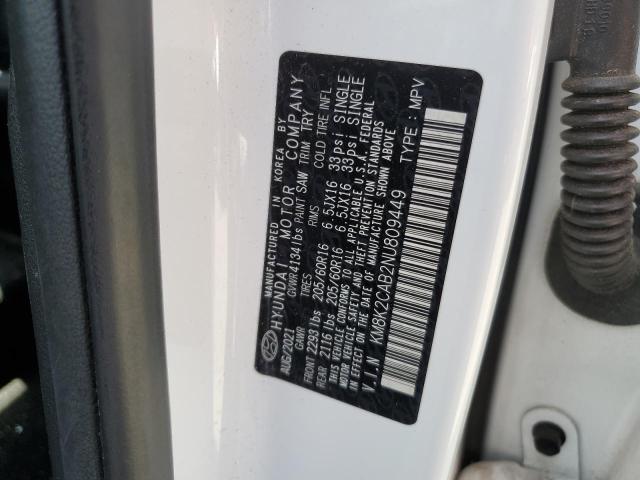 MANUFACTURED IN KOREA BY
HYUNDAI MOTOR COMPANY
AUG/2021 GVWR 4134 lbs PAINT SAW TRIM TRY
GAWR TIRES RIMS COLD TIRE INFL.
FRONT 2293 lbs 205/60R16 6.5JX16 33psi SINGLE
REAR 2116 lbs 205/60R16 6.5JX16 33psi SINGLE
THIS VEHICLE CONFORMS TO ALL APPLICABLE U.S.A. FEDERAL
MOTOR VEHICLE SAFETY AND THEFT PREVENTION STANDARDS
IN EFFECT ON THE DATE OF MANUFACTURE SHOWN ABOVE
V.I.N KM8K2CAB2NU809449 TYPE : MPV